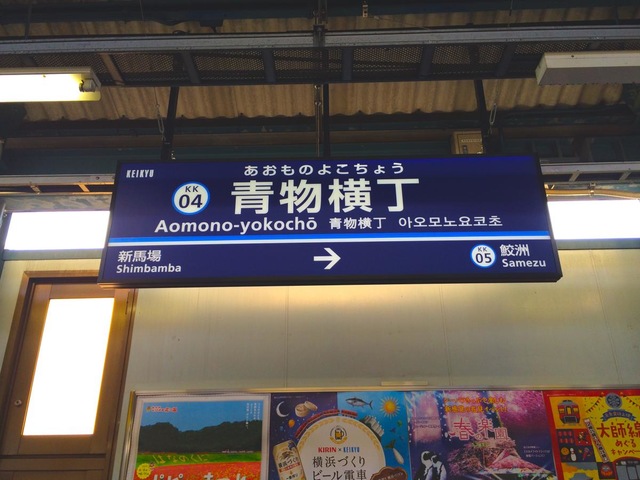 KEIKYU
あおものよこちょう
KK
04
青物横丁
Aomono-yokochō 青物横丁 아오모노요코초
新馬場
Shimbamba
→
KK
05
鮫洲
Samezu
KIRIN × KEIKYU
横浜づくり
ビール電車
大師線